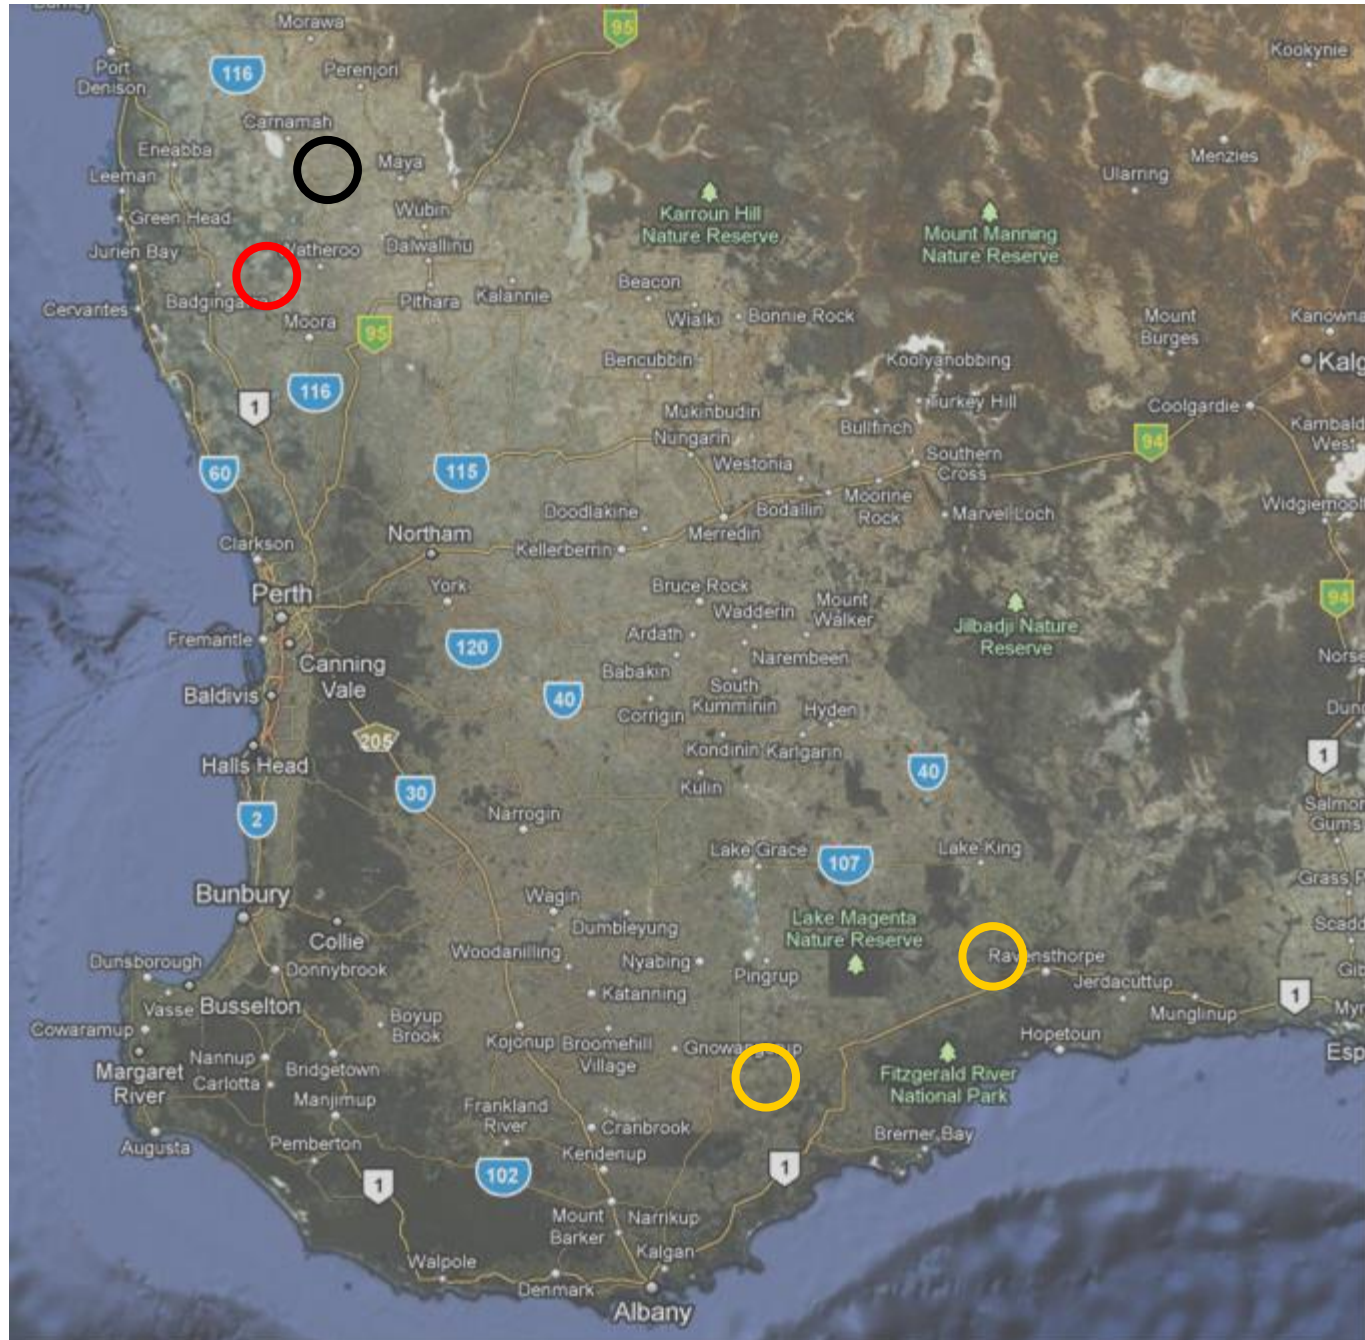 Morawa
95
Kookynie
116
Port
Denison
Perenjori
Carnamah
Eneabba
Maya
Menzies
Leeman
Ularring
Green Head
Wubin
Karroun Hill
Nature Reserve
Mount Manning
Nature Reserve
Jurien Bay
Watheroo
Dalwallinu
Cervantes
Pithara
Kalannie
Beacon
Moora
95
Wialki
Bonnie Rock
Mount
Burges
Bencubbin
Koolyanobbing
116
1
Mukinbudin
Turkey Hill
Coolgardie
Nungarin
Bullfinch
94
60
115
Westonia
Southern
Cross
West
Doodlakine
Bodallin
Moorine
Rock
Marvel Loch
Clarkson
Northam
Kellerberrin
Merredin
Perth
York
Bruce Rock
Wadderin
Mount
Walker
94
Fremantle
120
Ardath
Jilbadji Nature
Reserve
Canning
Vale
Babakin
Narembeen
Baldivis
40
Corrigin
South
Kumminin
Hyden
205
Kondinin
Karlgarin
1
Halls Head
30
Kulin
40
2
Narrogin
Salmon
Gums
Lake Grace
107
Lake King
Bunbury
Wagin
Dumbleyung
Lake Magenta
Nature Reserve
Collie
Woodanilling
Nyabing
Ravensthorpe
Dunsborough
Donnybrook
Pingrup
Jerdacuttup
Vasse
Busselton
Katanning
1
Munglinup
Boyup
Brook
Cowaramup
Kojonup
Broomehill
Village
Gnowangerup
Hopetoun
Nannup
Bridgetown
Margaret
River
Carlotta
Fitzgerald River
National Park
Manjimup
Frankland
River
Augusta
Pemberton
Cranbrook
Bremer Bay
Kendenup
1
102
1
Mount
Barker
Narrikup
Walpole
Kalgan
Denmark
Albany